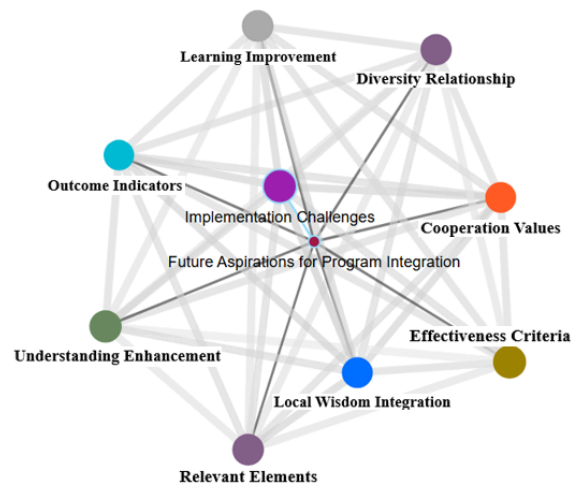 Learning Improvement
Diversity Relationship
Outcome Indicators
Implementation Challenges
Cooperation Values
Future Aspirations for Program Integration
Effectiveness Criteria
Understanding Enhancement
Local Wisdom Integration
Relevant Elements